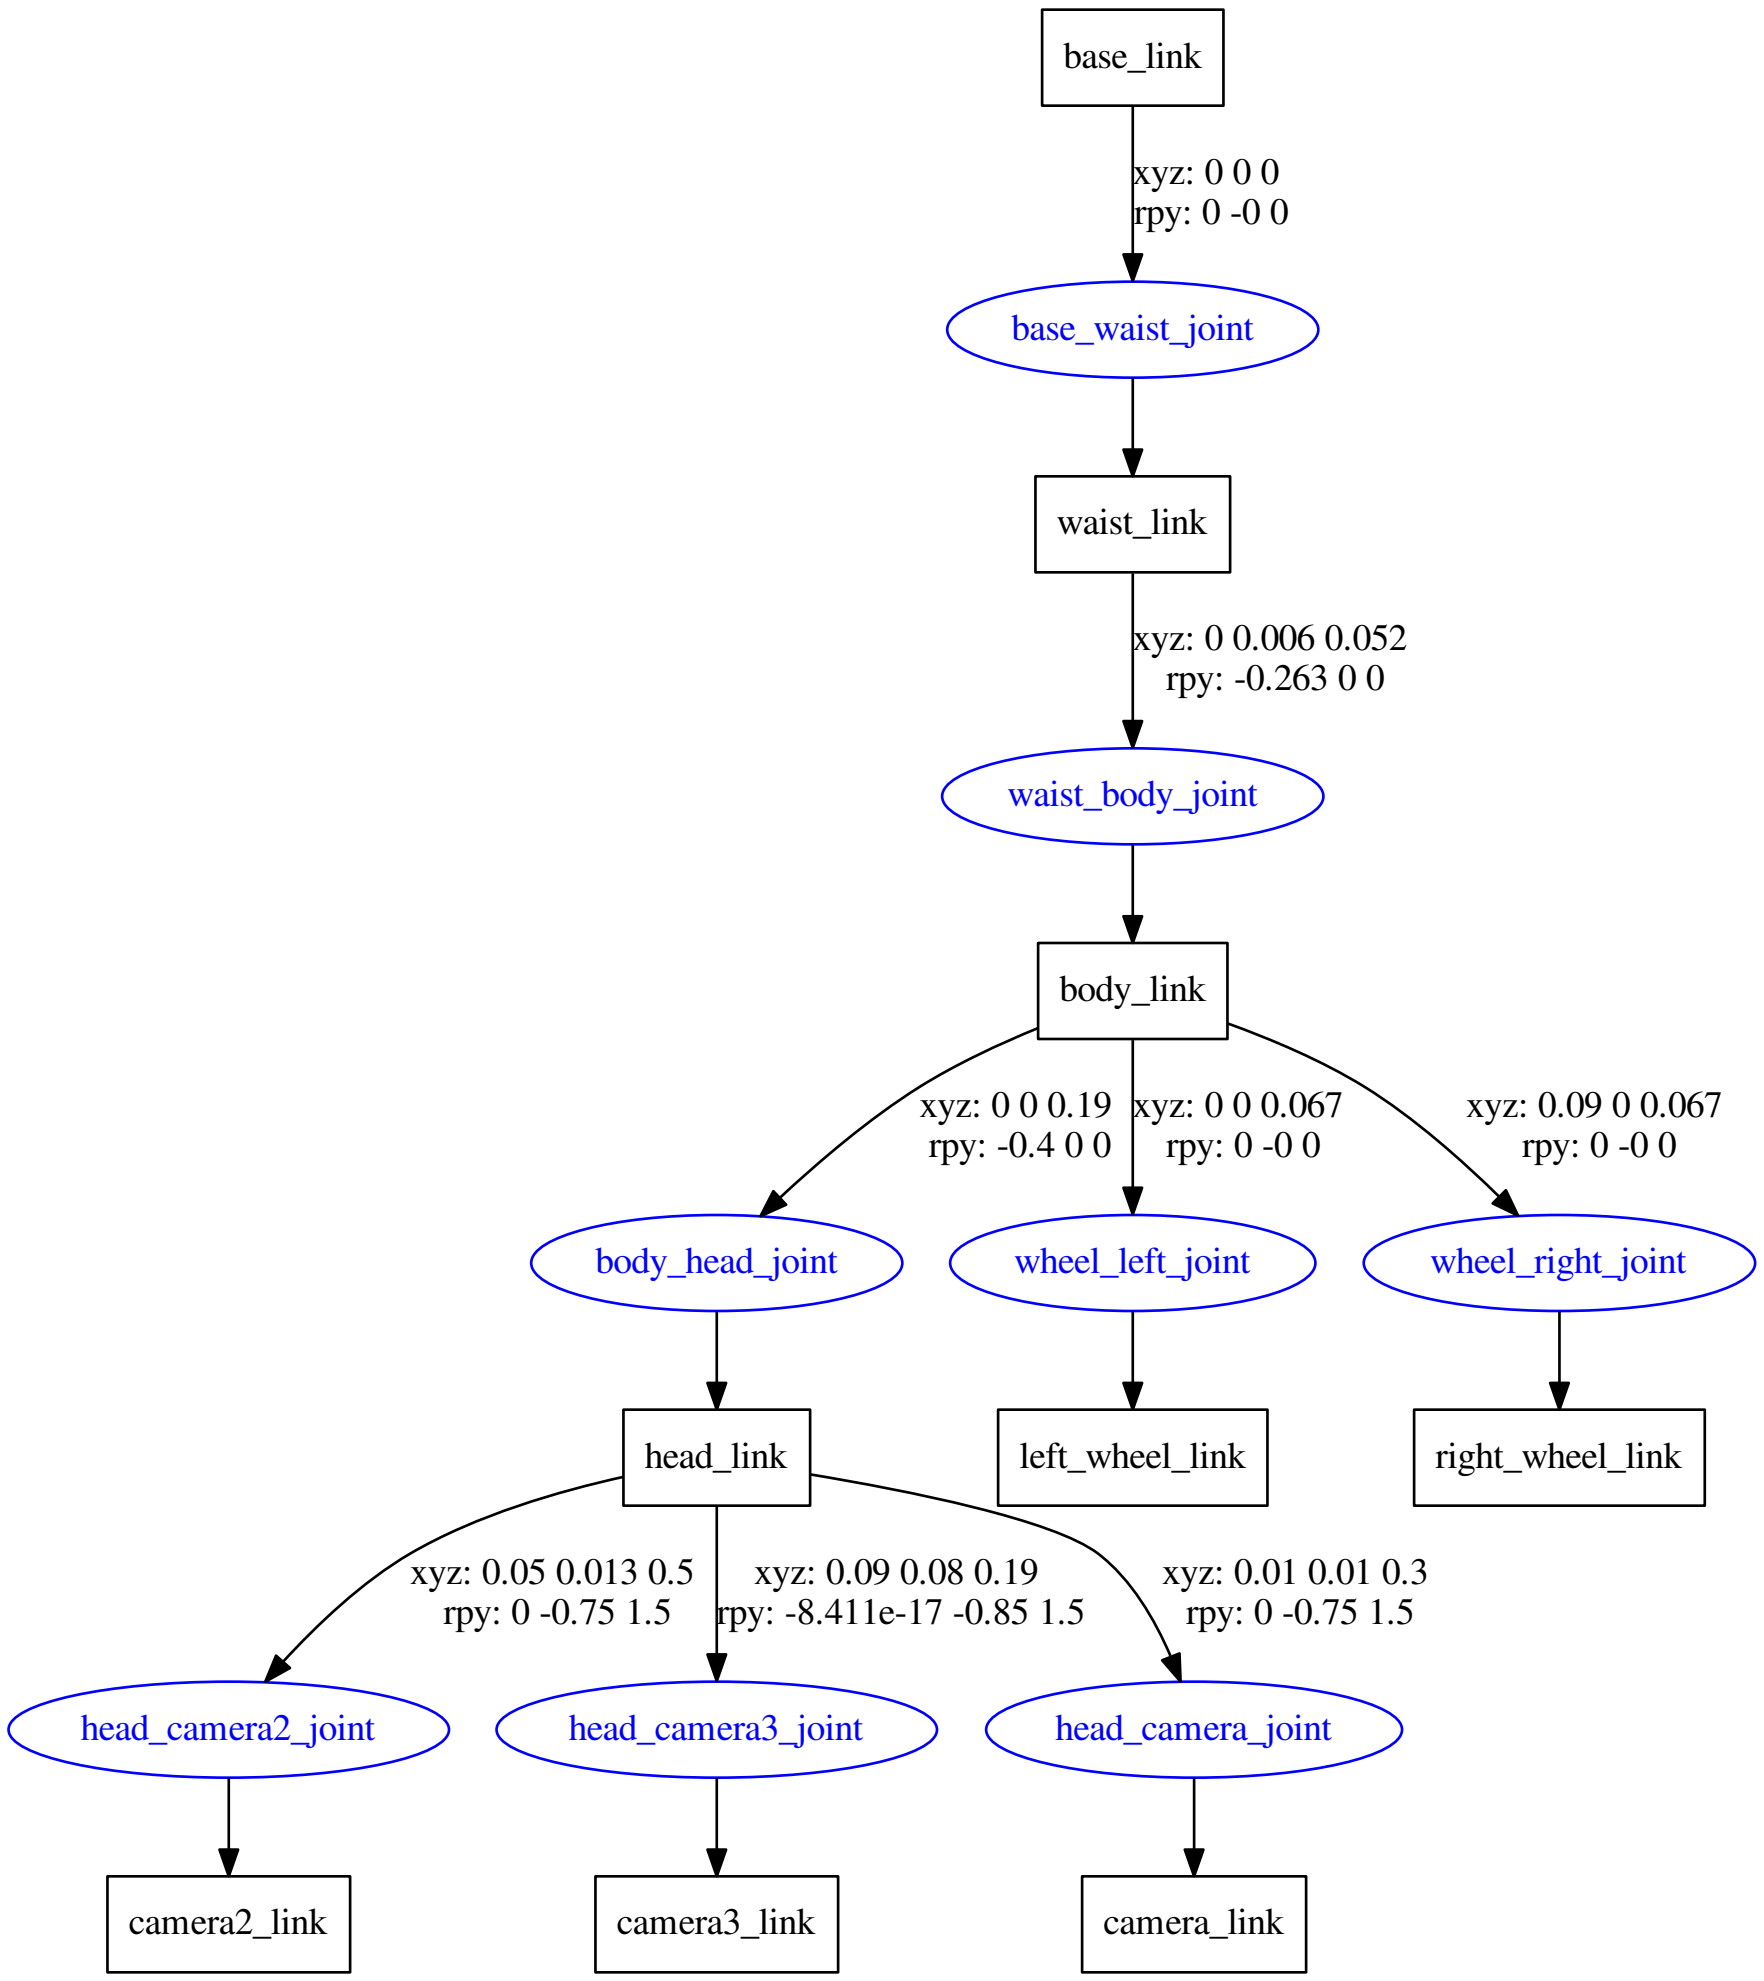 base_link
xyz: 0 0 0
rpy: 0 -0 0
base_waist_joint
waist_link
xyz: 0 0.006 0.052
rpy: -0.263 0 0
waist_body_joint
body_link
xyz: 0 0 0.19
rpy: -0.4 0 0
xyz: 0 0 0.067
rpy: 0 -0 0
xyz: 0.09 0 0.067
rpy: 0 -0 0
body_head_joint
wheel_left_joint
wheel_right_joint
head_link
left_wheel_link
right_wheel_link
xyz: 0.05 0.013 0.5
rpy: 0 -0.75 1.5
xyz: 0.09 0.08 0.19
rpy: -8.411e-17 -0.85 1.5
xyz: 0.01 0.01 0.3
rpy: 0 -0.75 1.5
head_camera2_joint
head_camera3_joint
head_camera_joint
camera2_link
camera3_link
camera_link